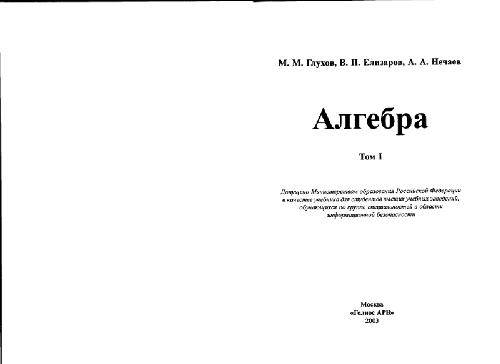 М. М. Глухов, В. П. Елизаров, А. А. Нечаев
Алгебра
Том I
Допущено Министерством образования Российской Федерации
в качестве учебника для студентов высших учебных заведений,
обучающихся по группе специальностей в области
информационной безопасности
Москва
«Гелиос АРВ»
2003